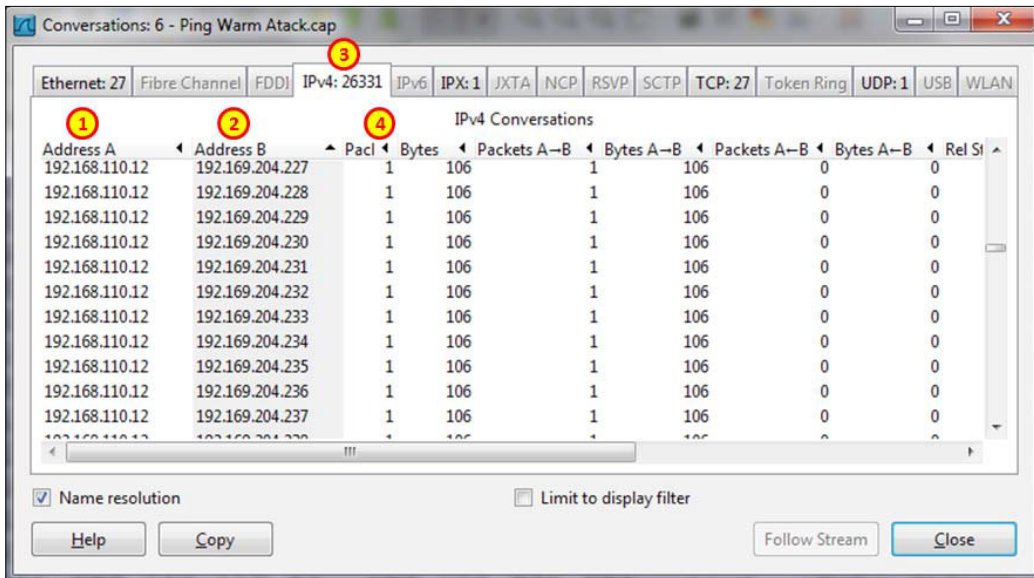 Conversations: 6 - Ping Warm Atack.cap
3
Ethernet: 27 Fibre Channel FDDI IPv4: 26331 IPv6 IPX: 1 JXTA NCP RSVP SCTP TCP: 27 Token Ring UDP: 1 USB WLAN
1 2 4 IPv4 Conversations
Address A Address B Pacl Bytes Packets A→B Bytes A→B Packets A←B Bytes A←B Rel St
192.168.110.12 192.169.204.227 1 106 1 106 0 0
192.168.110.12 192.169.204.228 1 106 1 106 0 0
192.168.110.12 192.169.204.229 1 106 1 106 0 0
192.168.110.12 192.169.204.230 1 106 1 106 0 0
192.168.110.12 192.169.204.231 1 106 1 106 0 0
192.168.110.12 192.169.204.232 1 106 1 106 0 0
192.168.110.12 192.169.204.233 1 106 1 106 0 0
192.168.110.12 192.169.204.234 1 106 1 106 0 0
192.168.110.12 192.169.204.235 1 106 1 106 0 0
192.168.110.12 192.169.204.236 1 106 1 106 0 0
192.168.110.12 192.169.204.237 1 106 1 106 0 0
Name resolution Limit to display filter
Help Copy Follow Stream Close